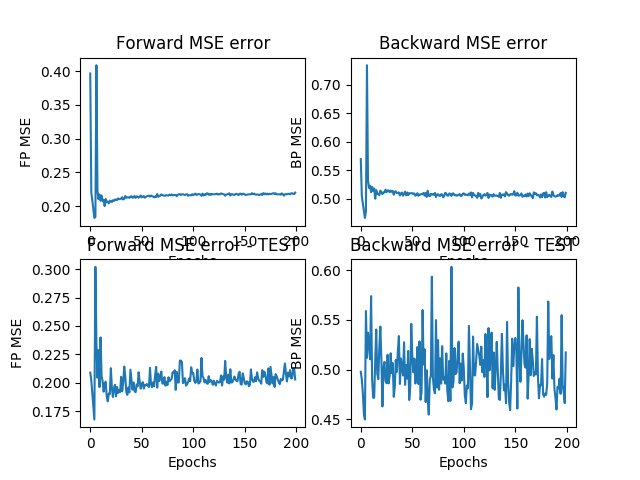 Forward MSE error
Backward MSE error
FP MSE
0.40
0.35
0.30
0.25
0.20
0 50 100 150 200
Epochs
BP MSE
0.70
0.65
0.60
0.55
0.50
0 50 100 150 200
Epochs
Forward MSE error - TEST
Backward MSE error - TEST
FP MSE
0.300
0.275
0.250
0.225
0.200
0.175
0 50 100 150 200
Epochs
BP MSE
0.60
0.55
0.50
0.45
0 50 100 150 200
Epochs